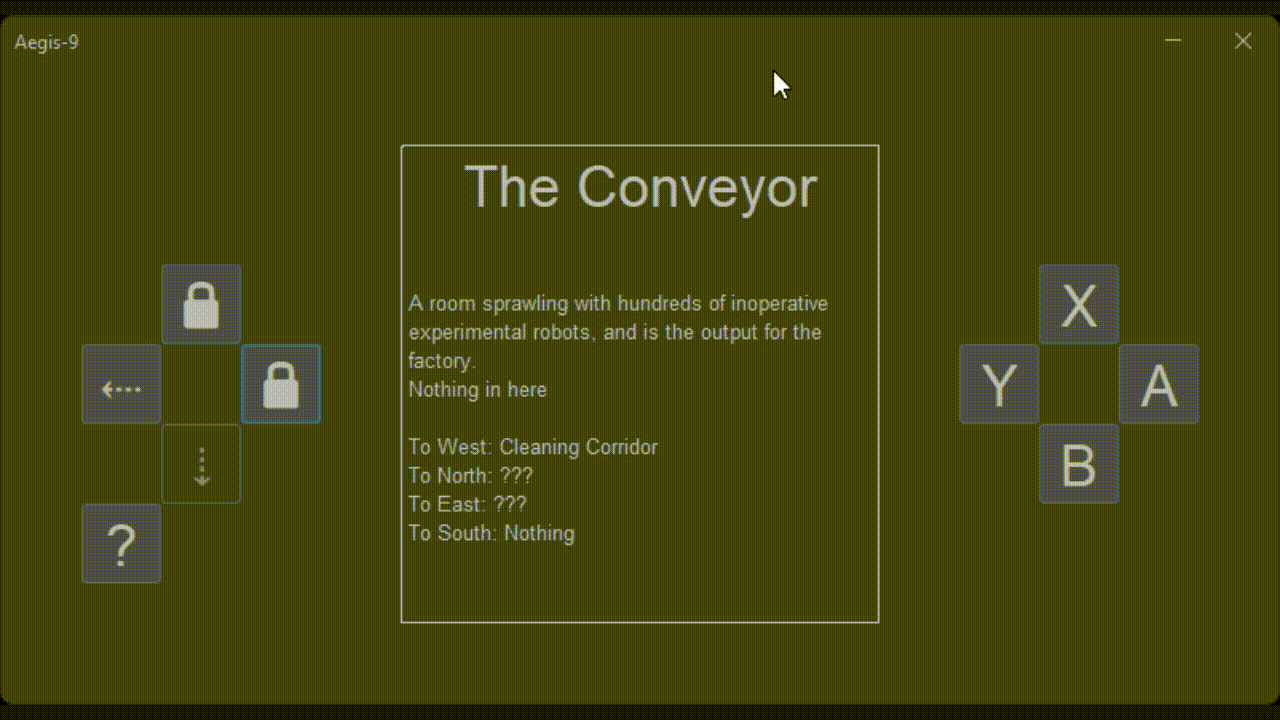 Aegis-9
The Conveyor
A room sprawling with hundreds of inoperative
experimental robots, and is the output for the
factory.
Nothing in here
To West: Cleaning Corridor
To North: ???
To East: ???
To South: Nothing
?
X
Y
A
B